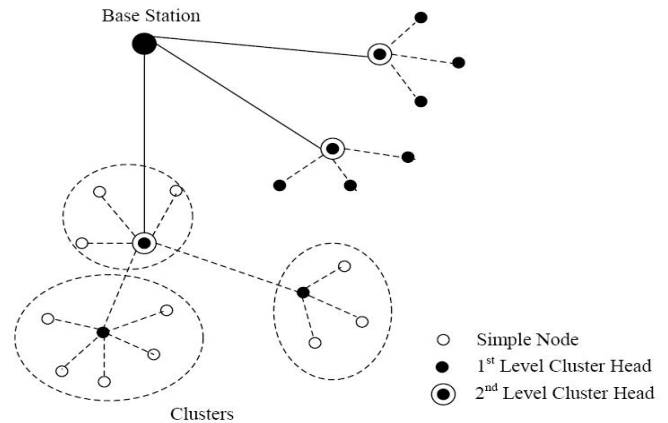 Base Station
Simple Node
1st Level Cluster Head
2nd Level Cluster Head
Clusters